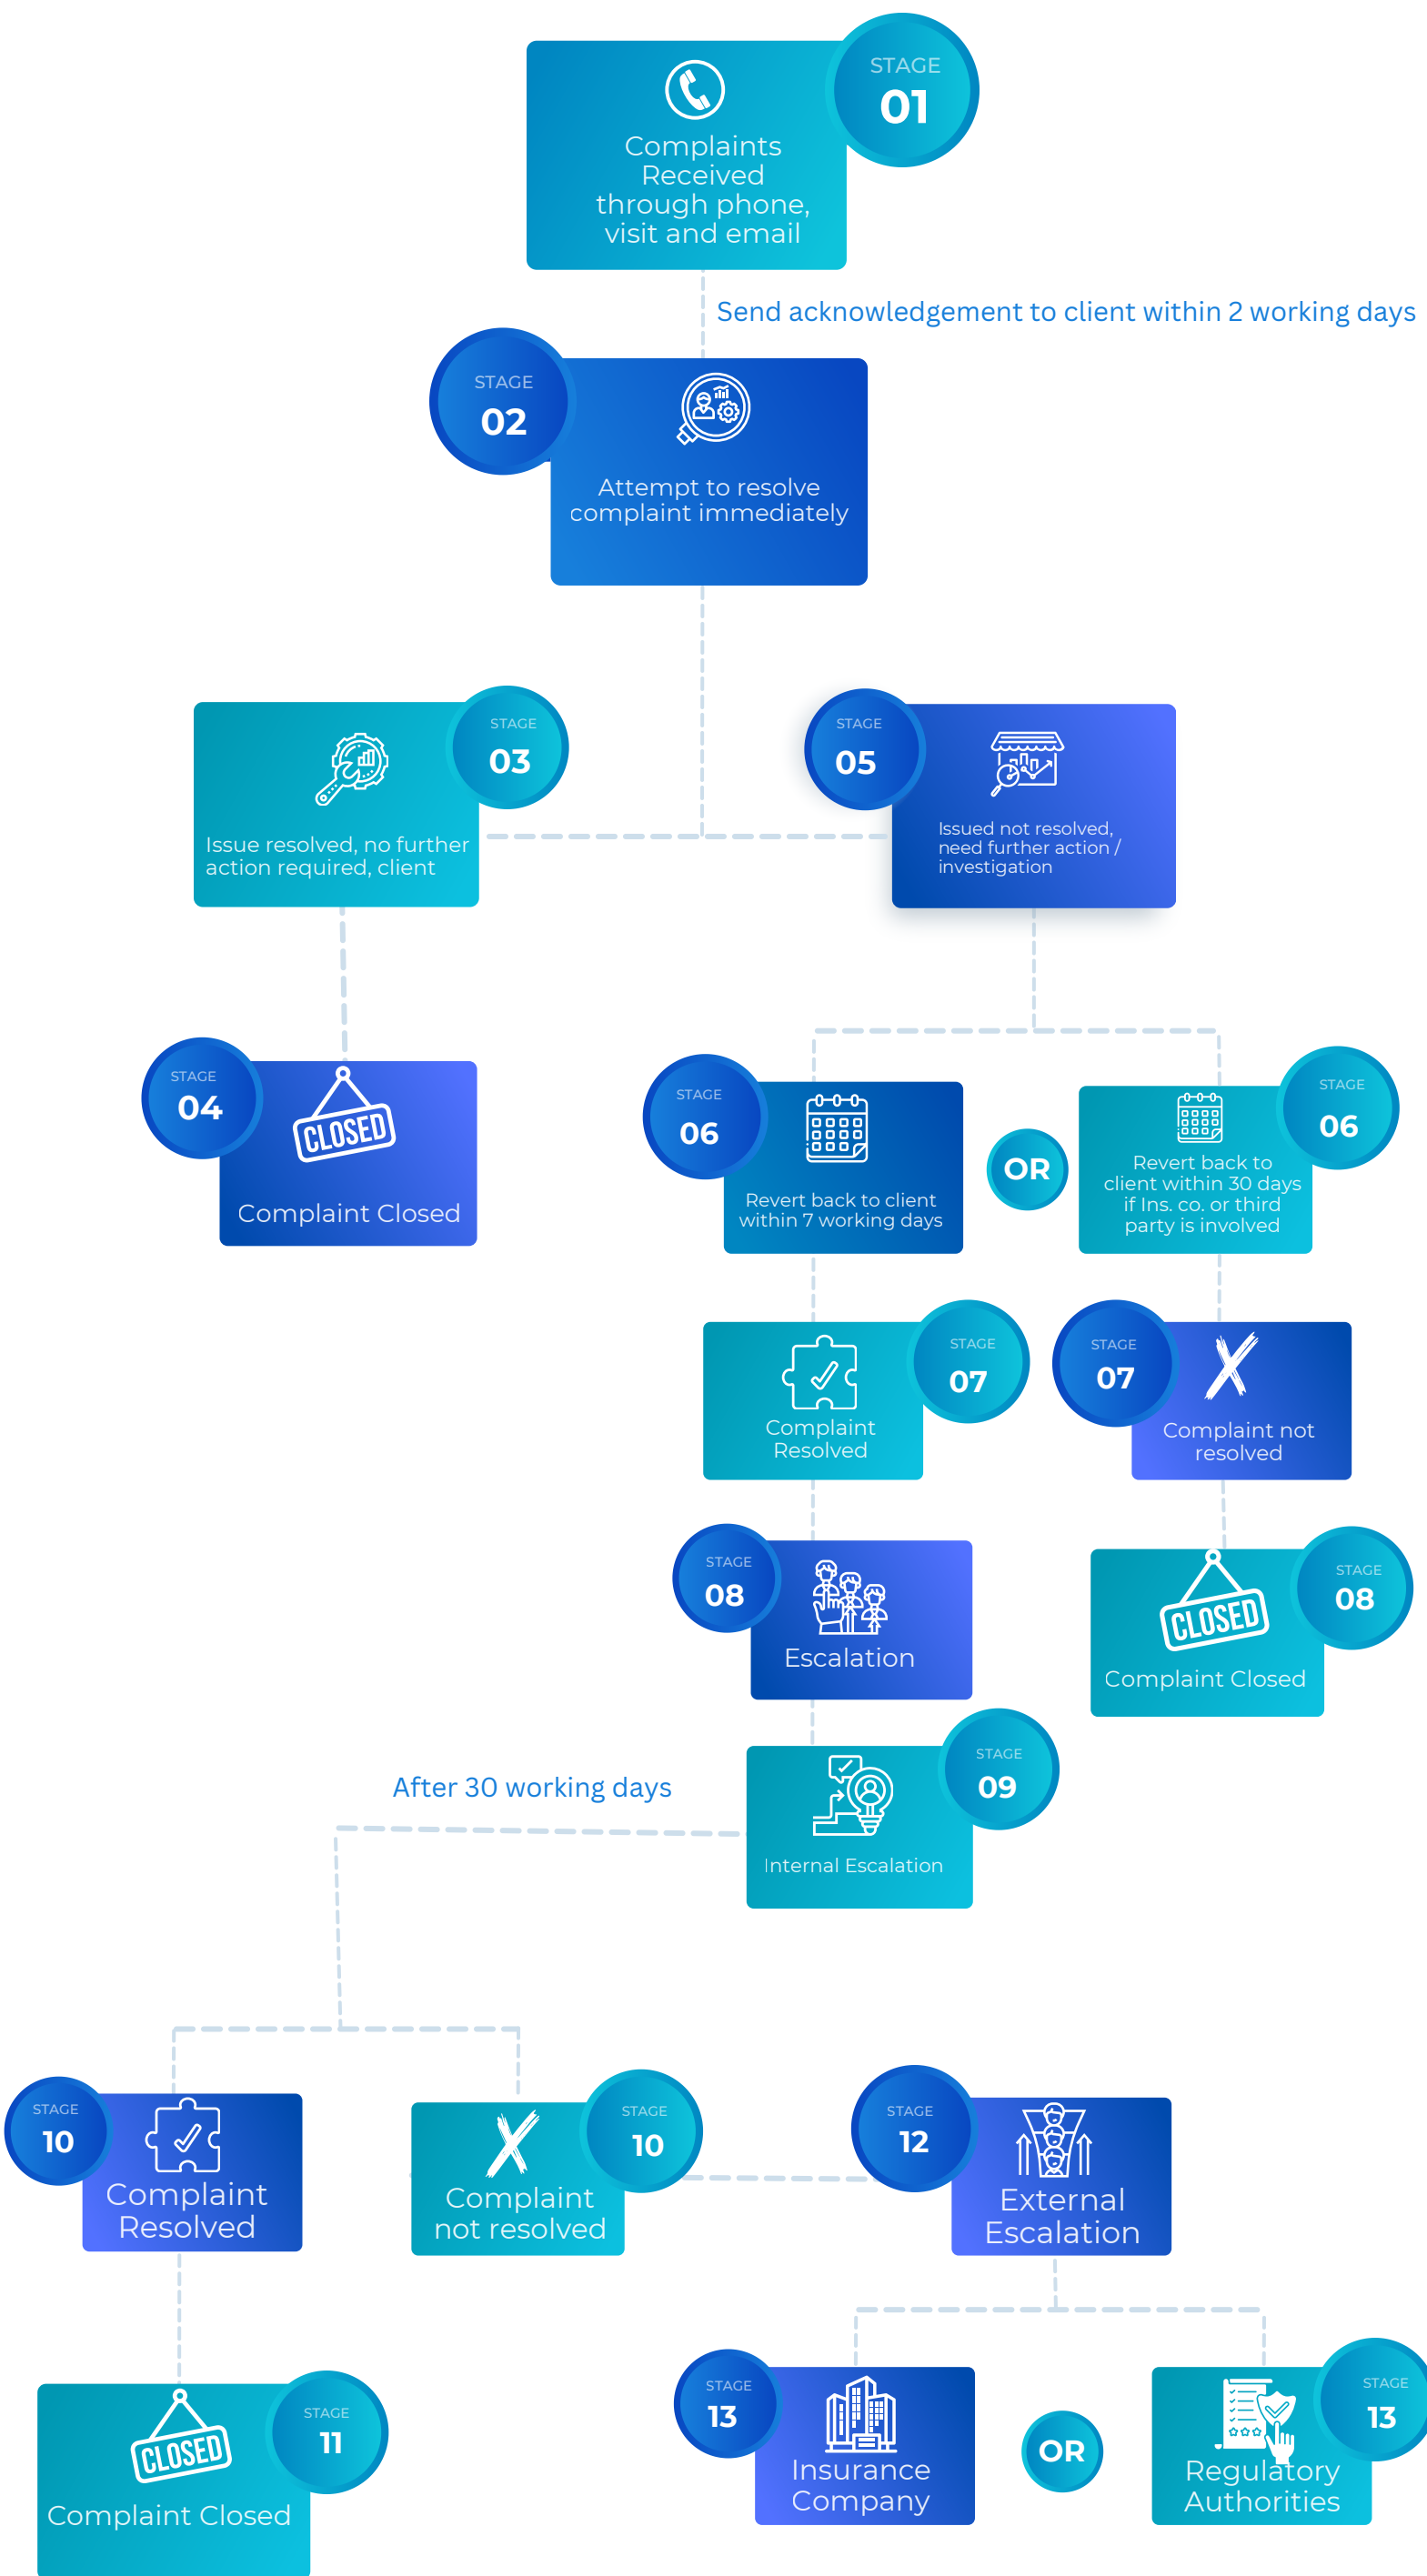 STAGE
01
Complaints
Received
through phone,
visit and email
Send acknowledgement to client within 2 working days
STAGE
02
Attempt to resolve
complaint immediately
STAGE
03
Issue resolved, no further
action required, client
STAGE
05
Issued not resolved,
need further action /
investigation
STAGE
04
CLOSED
Complaint Closed
STAGE
06
Revert back to client
within 7 working days
OR
STAGE
06
Revert back to
client within 30 days
if Ins. co. or third
party is involved
STAGE
07
Complaint
Resolved
STAGE
07
Complaint not
resolved
STAGE
08
Escalation
STAGE
08
CLOSED
Complaint Closed
STAGE
09
Internal Escalation
After 30 working days
STAGE
10
Complaint
Resolved
STAGE
10
Complaint
not resolved
STAGE
12
External
Escalation
STAGE
11
CLOSED
Complaint Closed
STAGE
13
Insurance
Company
OR
STAGE
13
Regulatory
Authorities